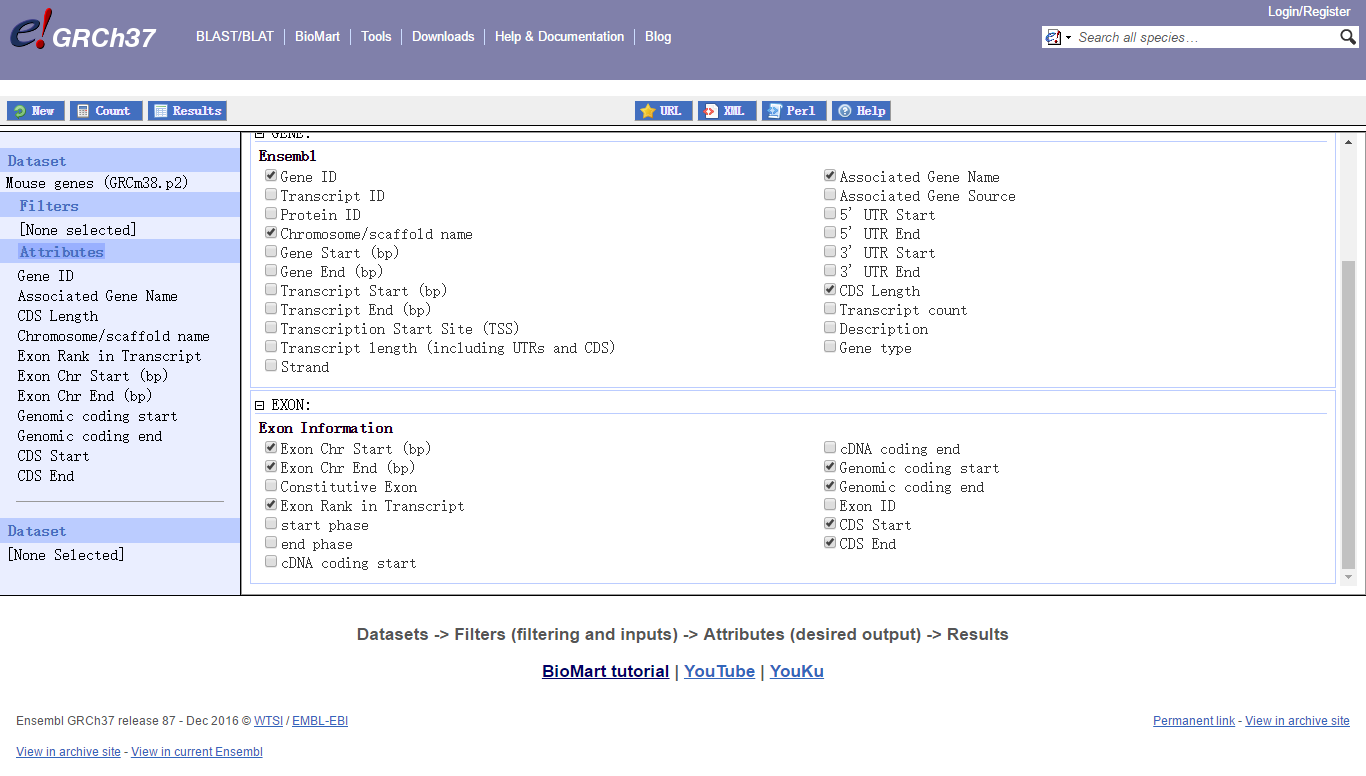 Login/Register
e! GRCh37
BLAST/BLAT | BioMart | Tools | Downloads | Help & Documentation | Blog
e! Search all species…
New Count Results URL XML Perl Help
Dataset
Mouse genes (GRCm38.p2)
Filters
[None selected]
Attributes
Gene ID
Associated Gene Name
CDS Length
Chromosome/scaffold name
Exon Rank in Transcript
Exon Chr Start (bp)
Exon Chr End (bp)
Genomic coding start
Genomic coding end
CDS Start
CDS End
Dataset
[None Selected]
GENE:
Ensembl
Gene ID
Transcript ID
Protein ID
Chromosome/scaffold name
Gene Start (bp)
Gene End (bp)
Transcript Start (bp)
Transcript End (bp)
Transcription Start Site (TSS)
Transcript length (including UTRs and CDS)
Strand
Associated Gene Name
Associated Gene Source
5' UTR Start
5' UTR End
3' UTR Start
3' UTR End
CDS Length
Transcript count
Description
Gene type
EXON:
Exon Information
Exon Chr Start (bp)
Exon Chr End (bp)
Constitutive Exon
Exon Rank in Transcript
start phase
end phase
cDNA coding start
cDNA coding end
Genomic coding start
Genomic coding end
Exon ID
CDS Start
CDS End
Datasets -> Filters (filtering and inputs) -> Attributes (desired output) -> Results
BioMart tutorial | YouTube | YouKu
Ensembl GRCh37 release 87 - Dec 2016 © WTSI / EMBL-EBI
Permanent link - View in archive site
View in archive site - View in current Ensembl